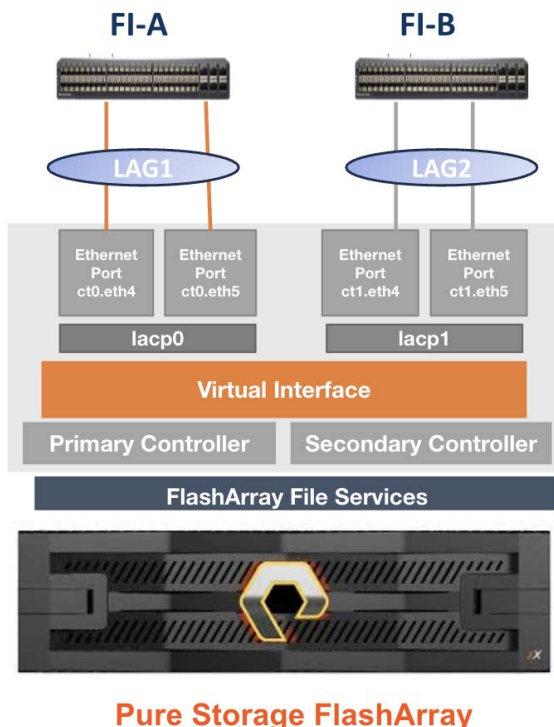 FI-A
FI-B
LAG1
LAG2
Ethernet
Port
ct0.eth4
Ethernet
Port
ct0.eth5
Ethernet
Port
ct1.eth4
Ethernet
Port
ct1.eth5
lacp0
lacp1
Virtual Interface
Primary Controller
Secondary Controller
FlashArray File Services
Pure Storage FlashArray